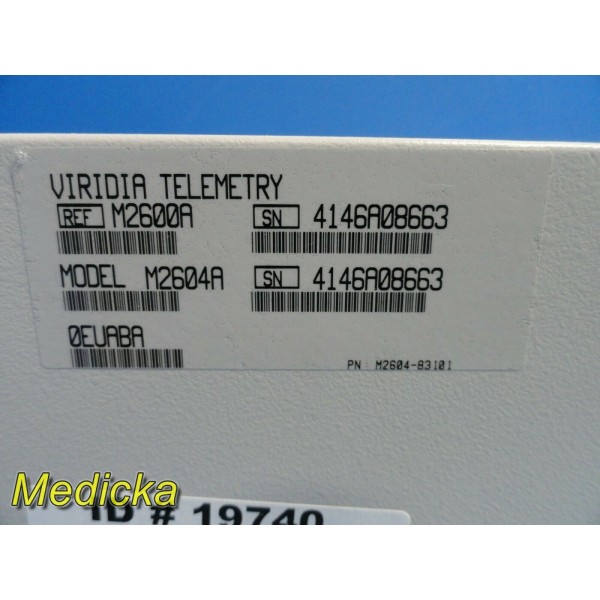 VIRIDIA TELEMETRY
REF M2600A SN 4146A08663
MODEL M2604A SN 4146A08663
0EUABA
PN: M2604-83101
Medicka
ID # 19740